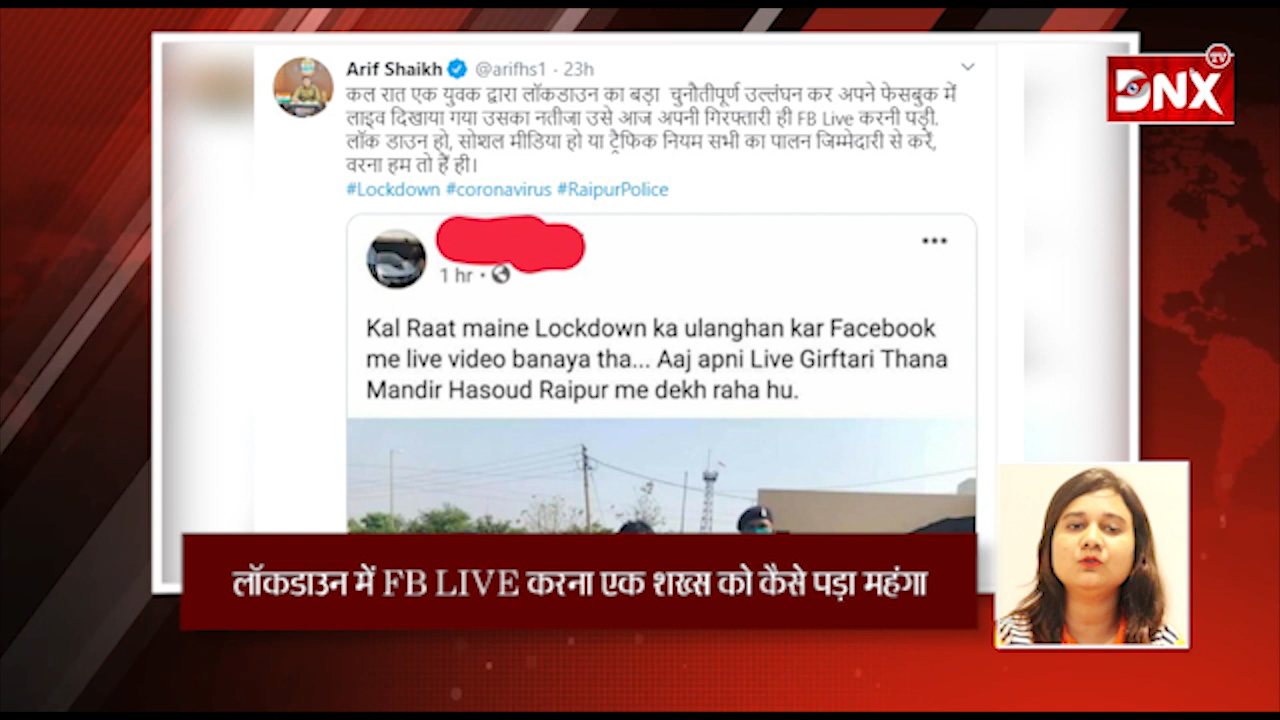 Arif Shaikh @arifhs1 · 23h
कल रात एक युवक द्वारा लॉकडाउन का बड़ा चुनौतीपूर्ण उल्लंघन कर अपने फेसबुक में
लाइव दिखाया गया उसका नतीजा उसे आज अपनी गिरफ्तारी ही FB Live करनी पड़ी.
लॉक डाउन हो, सोशल मीडिया हो या ट्रैफिक नियम सभी का पालन जिम्मेदारी से करें,
वरना हम तो हैं ही।
#Lockdown #coronavirus #RaipurPolice
1 hr ·
Kal Raat maine Lockdown ka ulanghan kar Facebook
me live video banaya tha... Aaj apni Live Girftari Thana
Mandir Hasoud Raipur me dekh raha hu.
लॉकडाउन में FB LIVE करना एक शख्स को कैसे पड़ा महंगा
DNX
TV